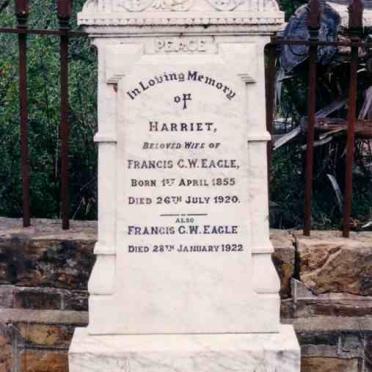 PEACE
In Loving Memory
of
HARRIET,
BELOVED WIFE OF
FRANCIS C.W. EAGLE,
BORN 1ST APRIL 1855
DIED 26TH JULY 1920.
ALSO
FRANCIS C.W. EAGLE
DIED 28TH JANUARY 1922